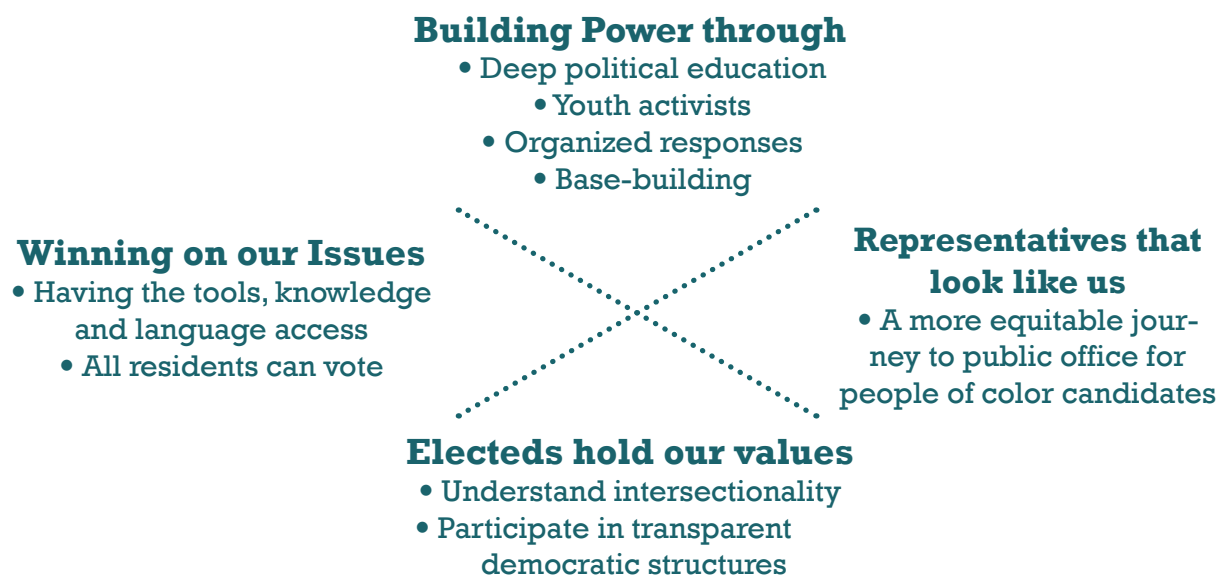 Building Power through
• Deep political education
• Youth activists
• Organized responses
• Base-building
Winning on our Issues
• Having the tools, knowledge
and language access
• All residents can vote
Representatives that
look like us
• A more equitable jour-
ney to public office for
people of color candidates
Electeds hold our values
• Understand intersectionality
• Participate in transparent
democratic structures